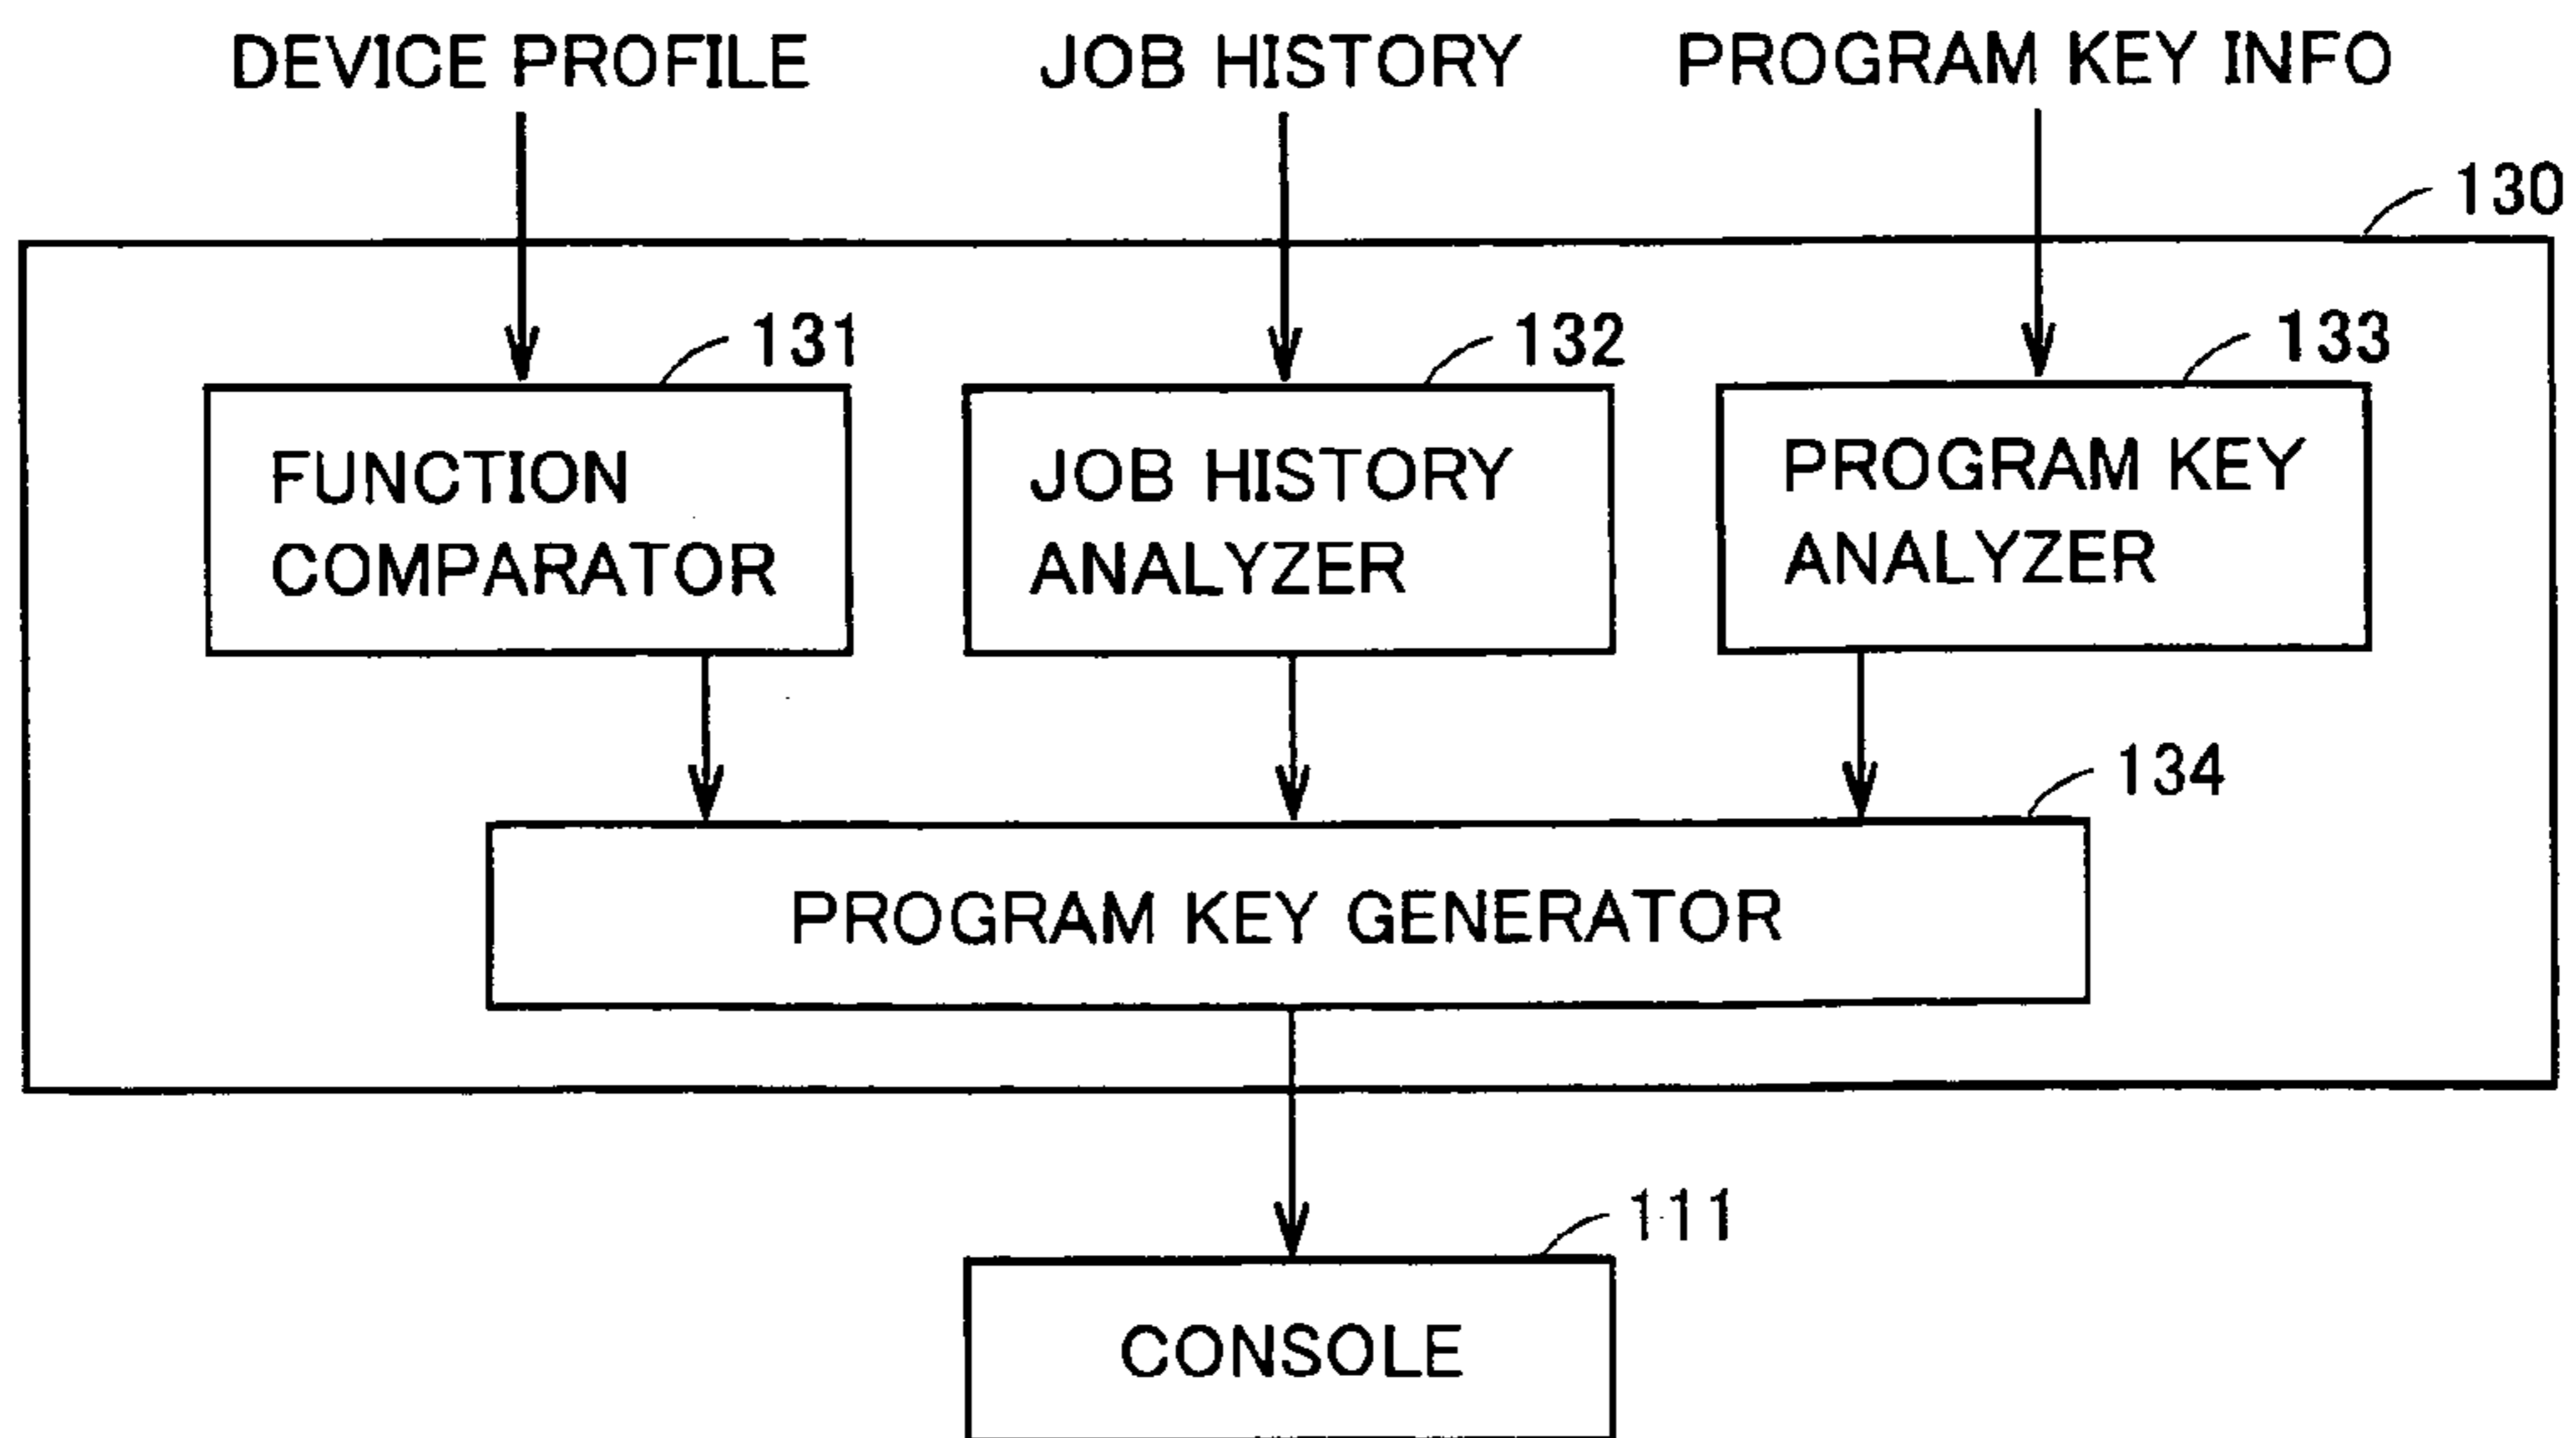 DEVICE PROFILE
JOB HISTORY
PROGRAM KEY INFO
130
131
132
133
FUNCTION
COMPARATOR
JOB HISTORY
ANALYZER
PROGRAM KEY
ANALYZER
134
PROGRAM KEY GENERATOR
111
CONSOLE